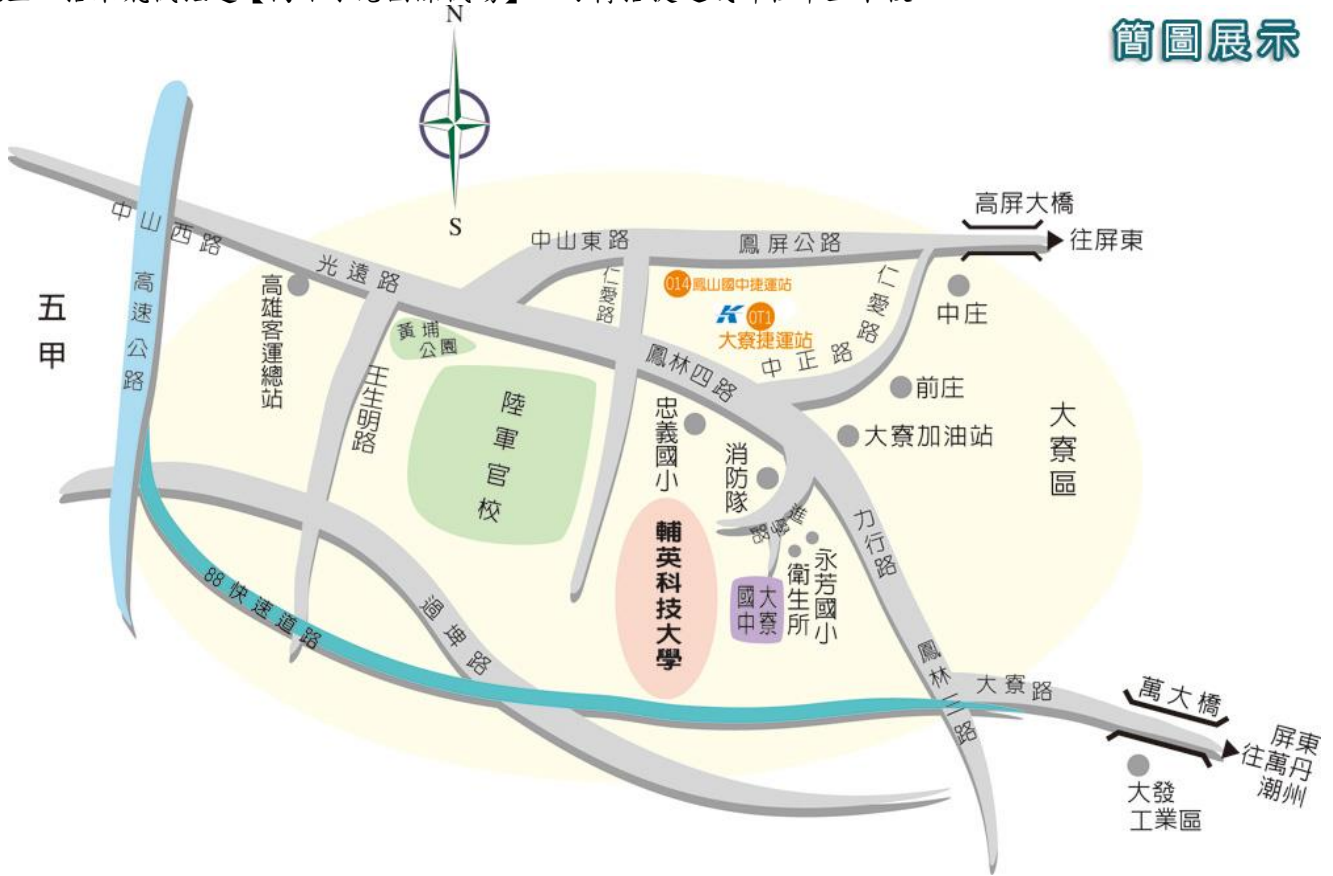 簡圖展示
N
S
高屏大橋
往屏東
中山西路
光遠路
中山東路
鳳屏公路
仁愛路
仁愛路
O14鳳山國中捷運站
K OT1
大寮捷運站
中正路
中庄
五甲
高速公路
高雄客運總站
黃埔
公園
王生明路
鳳林四路
前庄
大寮加油站
大寮區
陸軍官校
忠義國小
消防隊
進學路
力行路
永芳國小
衛生所
大寮
國中
輔英科技大學
88快速道路
過埤路
鳳林三路
大寮路
萬大橋
屏東
往萬丹
潮州
大發
工業區